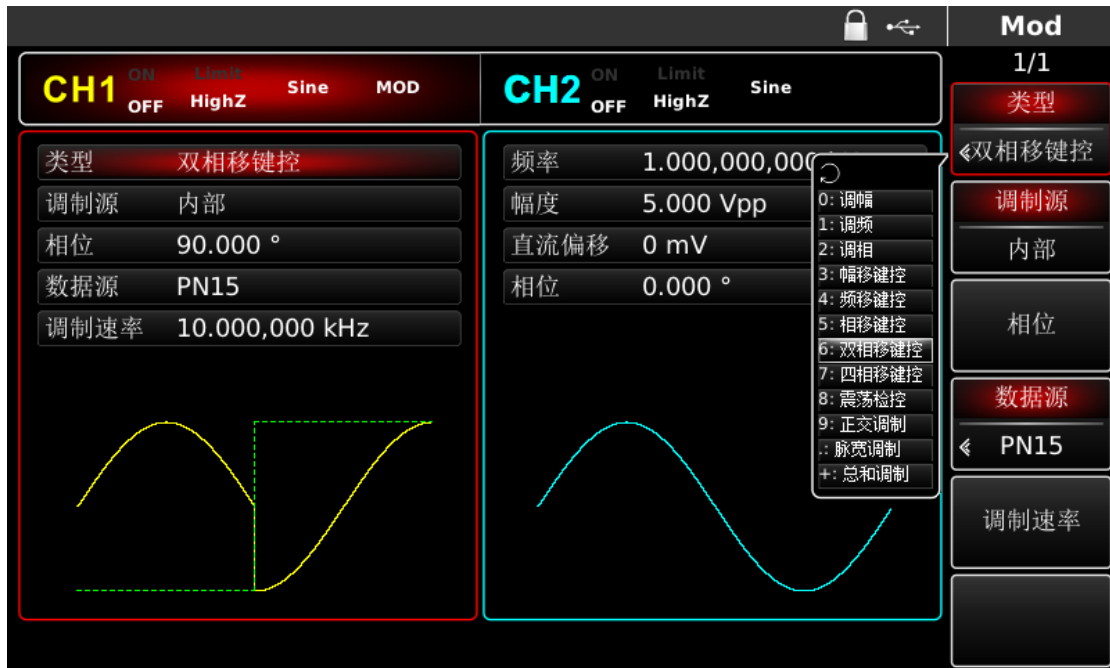 Mod
1/1
CH1 ON OFF Limit HighZ Sine MOD
CH2 ON OFF Limit HighZ Sine
类型 双相移键控
调制源 内部
相位 90.000 °
数据源 PN15
调制速率 10.000,000 kHz
频率 1.000,000,000
幅度 5.000 Vpp
直流偏移 0 mV
相位 0.000 °
0: 调幅
1: 调频
2: 调相
3: 幅移键控
4: 频移键控
5: 相移键控
6: 双相移键控
7: 四相移键控
8: 震荡检控
9: 正交调制
.: 脉宽调制
+: 总和调制
类型
双相移键控
调制源
内部
相位
数据源
PN15
调制速率